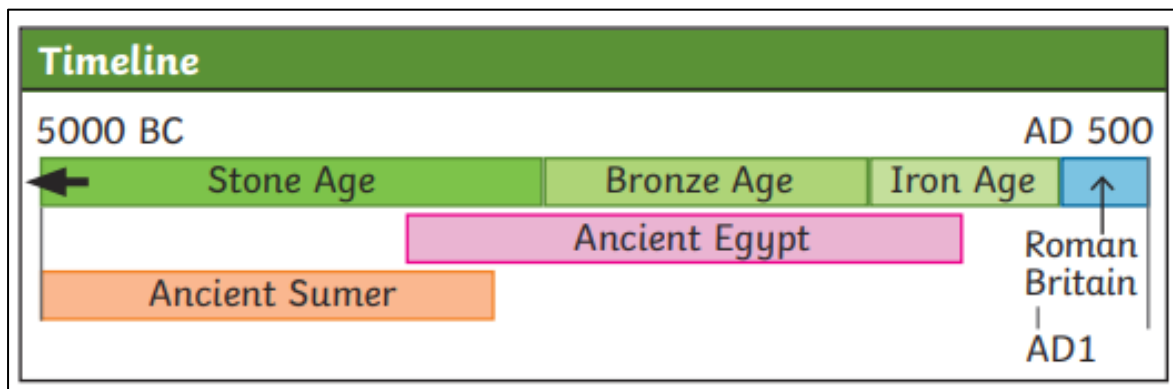 Timeline
5000 BC AD 500
Stone Age Bronze Age Iron Age
Ancient Egypt
Roman
Britain
Ancient Sumer
AD1